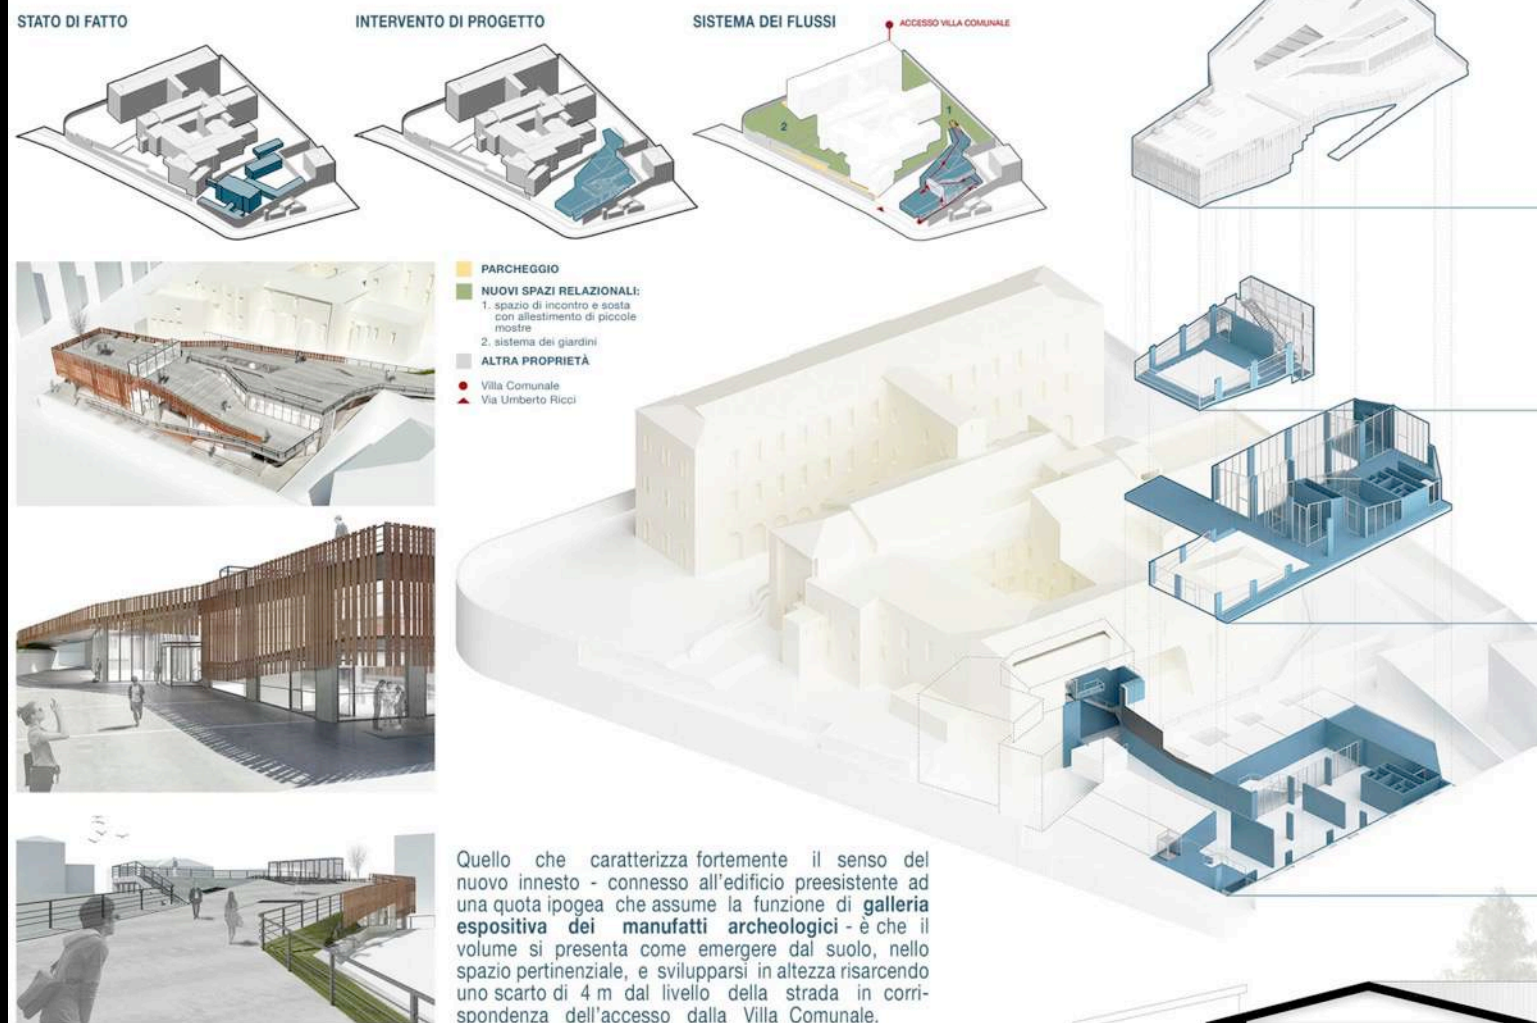 STATO DI FATTO
INTERVENTO DI PROGETTO
SISTEMA DEI FLUSSI
ACCESSO VILLA COMUNALE
1
2
PARCHEGGIO
NUOVI SPAZI RELAZIONALI:
1. spazio di incontro e sosta
con allestimento di piccole
mostre
2. sistema dei giardini
ALTRA PROPRIETÀ
Villa Comunale
Via Umberto Ricci
Quello che caratterizza fortemente il senso del
nuovo innesto - connesso all'edificio preesistente ad
una quota ipogea che assume la funzione di galleria
espositiva dei manufatti archeologici - è che il
volume si presenta come emergere dal suolo, nello
spazio pertinenziale, e svilupparsi in altezza risarcendo
uno scarto di 4 m dal livello della strada in corri-
spondenza dell'accesso dalla Villa Comunale.